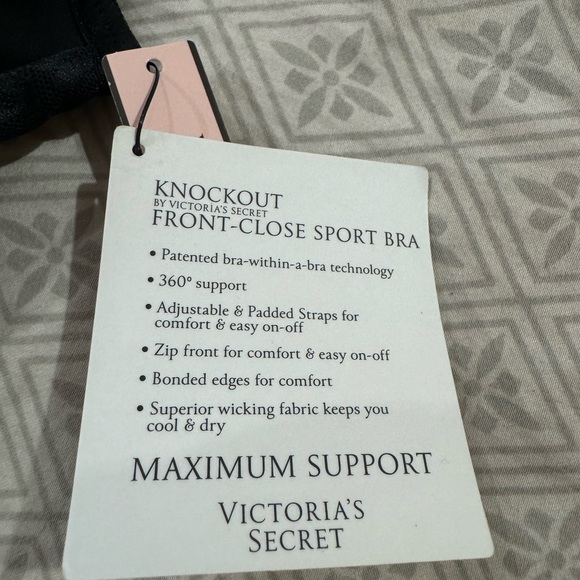 KNOCKOUT
BY VICTORIA'S SECRET
FRONT-CLOSE SPORT BRA
• Patented bra-within-a-bra technology
• 360° support
• Adjustable & Padded Straps for
comfort & easy on-off
• Zip front for comfort & easy on-off
• Bonded edges for comfort
• Superior wicking fabric keeps you
cool & dry
MAXIMUM SUPPORT
VICTORIA'S
SECRET